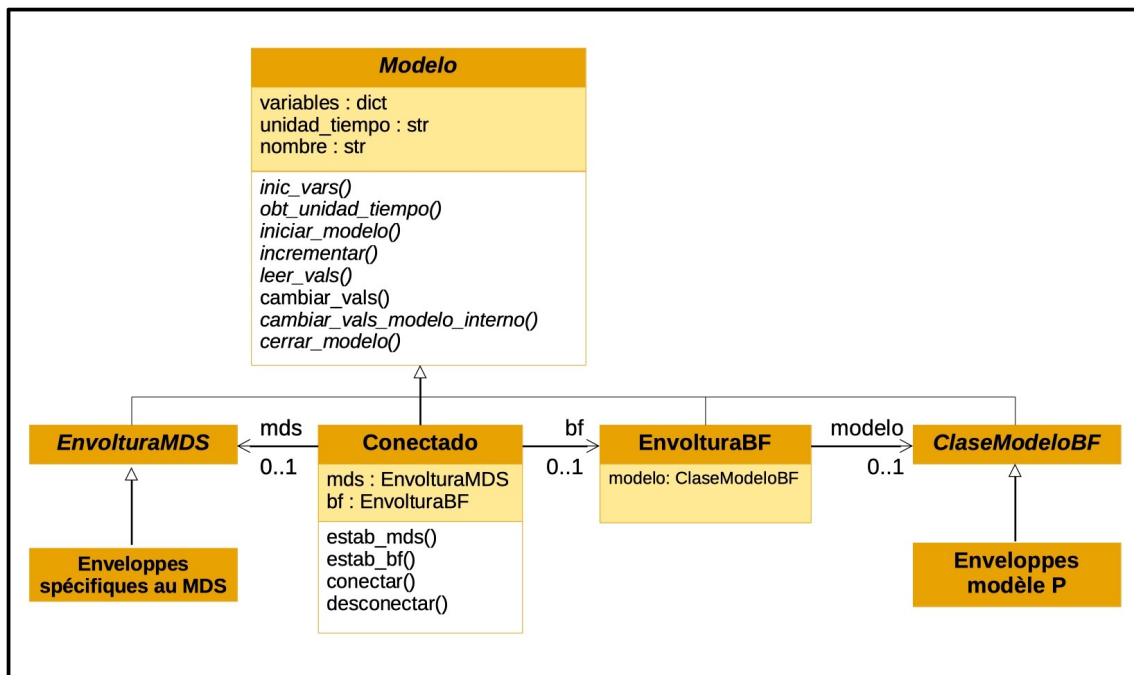 Modelo
variables : dict
unidad_tiempo : str
nombre : str
inic_vars()
obt_unidad_tiempo()
iniciar_modelo()
incrementar()
leer_vals()
cambiar_vals()
cambiar_vals_modelo_interno()
cerrar_modelo()
EnvolturaMDS
mds
0..1
Conectado
mds : EnvolturaMDS
bf : EnvolturaBF
estab_mds()
estab_bf()
conectar()
desconectar()
bf
0..1
EnvolturaBF
modelo: ClaseModeloBF
modelo
0..1
ClaseModeloBF
Enveloppes
spécifiques au MDS
Enveloppes
modèle P